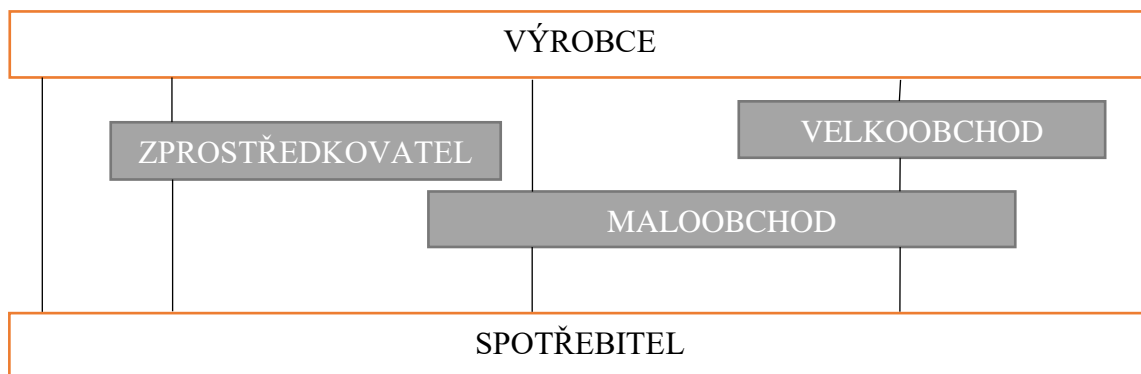 VÝROBCE
VELKOOBCHOD
ZPROSTŘEDKOVATEL
MALOOBCHOD
SPOTŘEBITEL